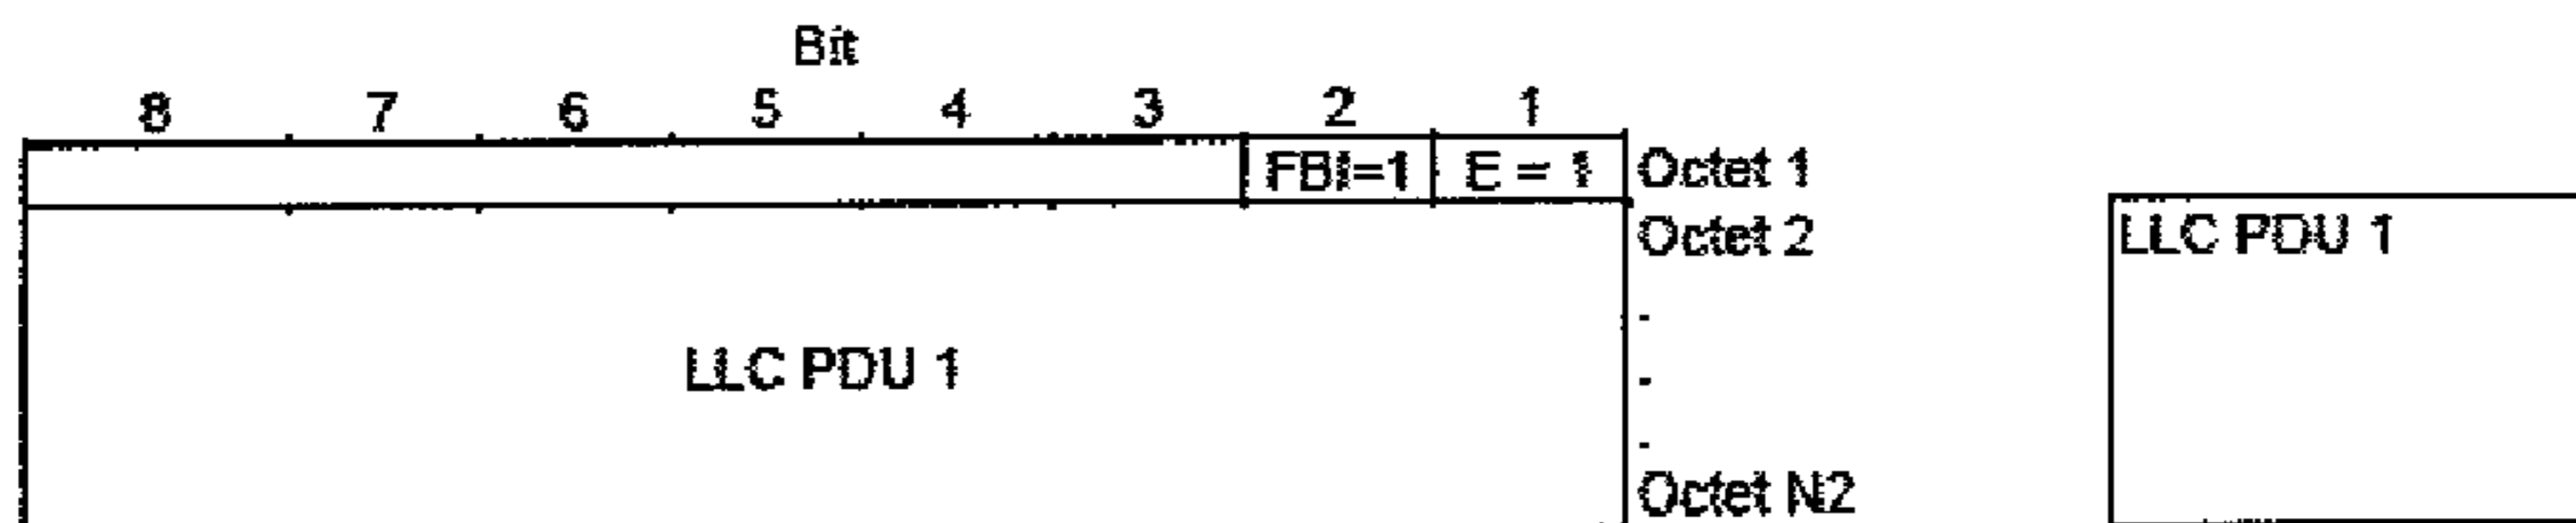 Bit
8 7 6 5 4 3 2 1
FBI=1 E = 1 Octet 1
Octet 2 LLC PDU 1
-
LLC PDU 1 -
-
Octet N2